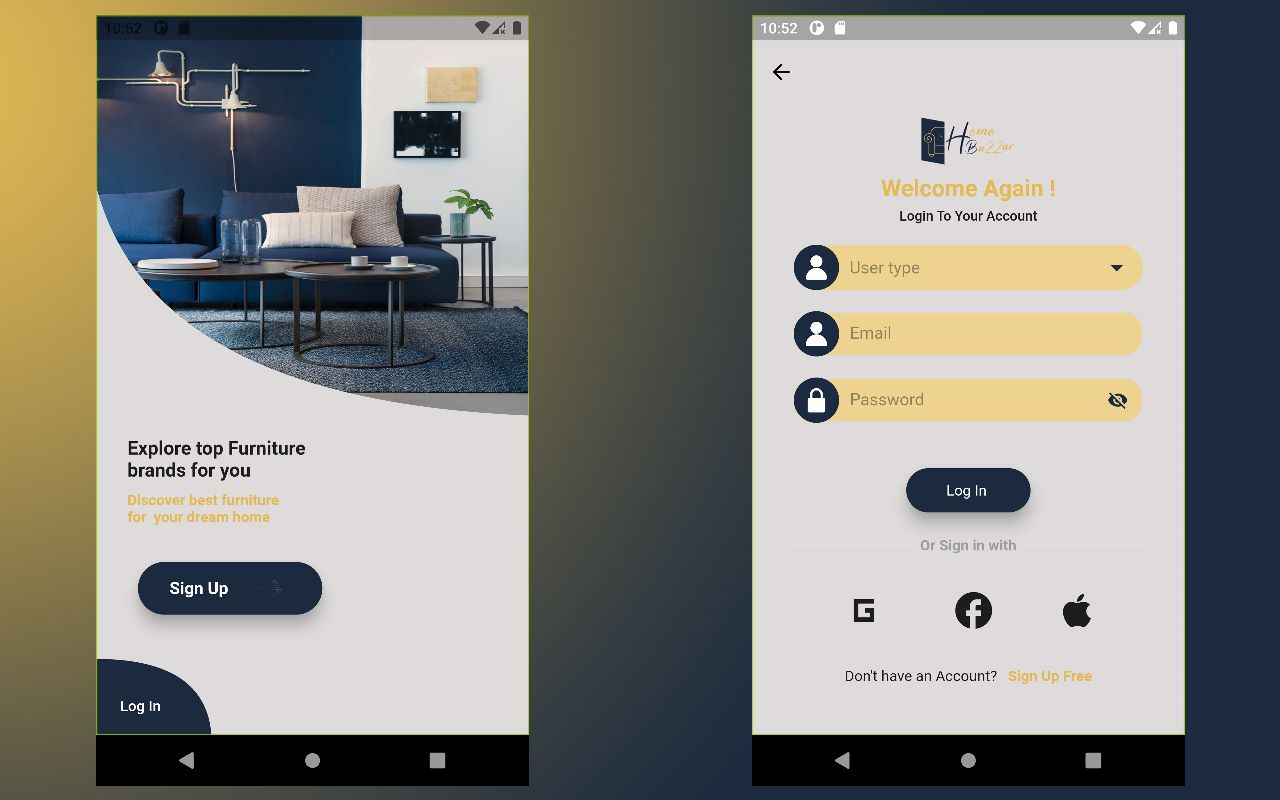 10:52
Explore top Furniture
brands for you
Discover best furniture
for  your dream home
Sign Up
Log In
10:52
Home
Buzzar
Welcome Again !
Login To Your Account
User type
Email
Password
Log In
Or Sign in with
G
Don't have an Account? Sign Up Free